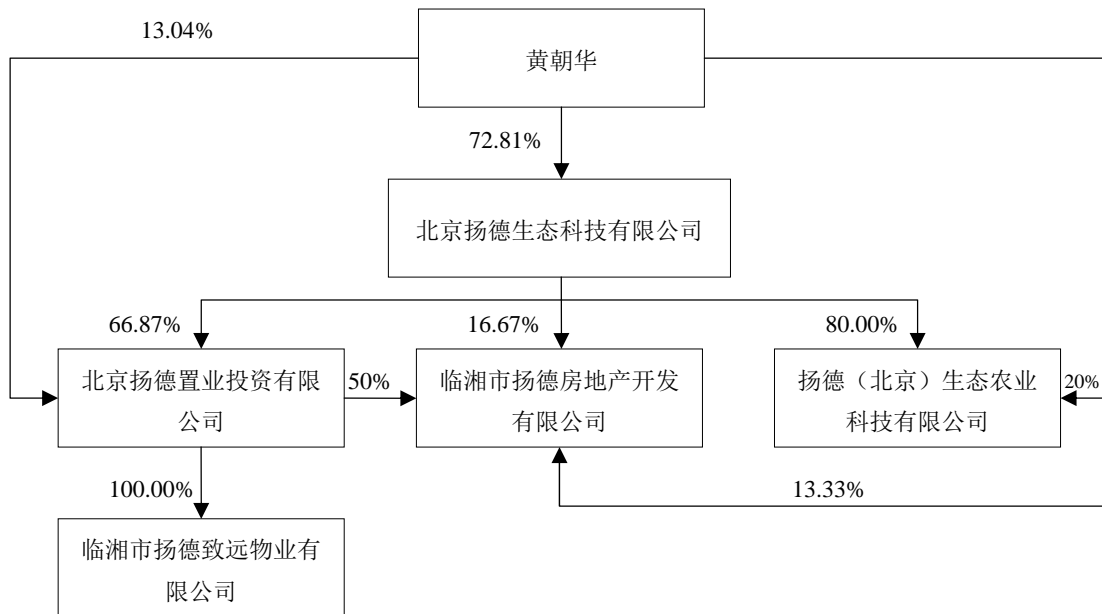 13.04%
黄朝华
72.81%
北京扬德生态科技有限公司
66.87%
16.67%
80.00%
北京扬德置业投资有限
公司
50%
临湘市扬德房地产开发
有限公司
扬德（北京）生态农业
科技有限公司
20%
100.00%
13.33%
临湘市扬德致远物业有
限公司